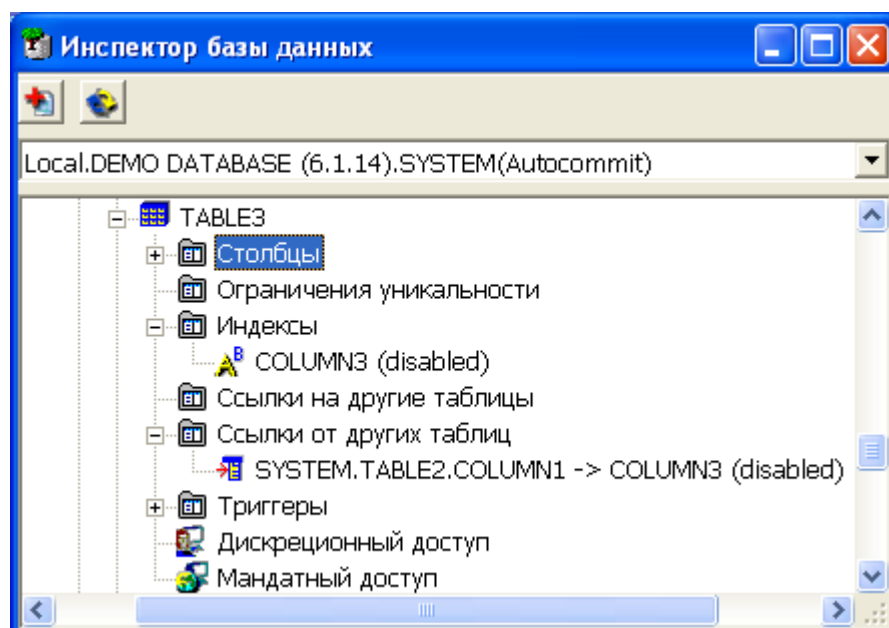 Инспектор базы данных
Local.DEMO DATABASE (6.1.14).SYSTEM(Autocommit)
TABLE3
Столбцы
Ограничения уникальности
Индексы
COLUMN3 (disabled)
Ссылки на другие таблицы
Ссылки от других таблиц
SYSTEM.TABLE2.COLUMN1 -> COLUMN3 (disabled)
Триггеры
Дискреционный доступ
Мандатный доступ